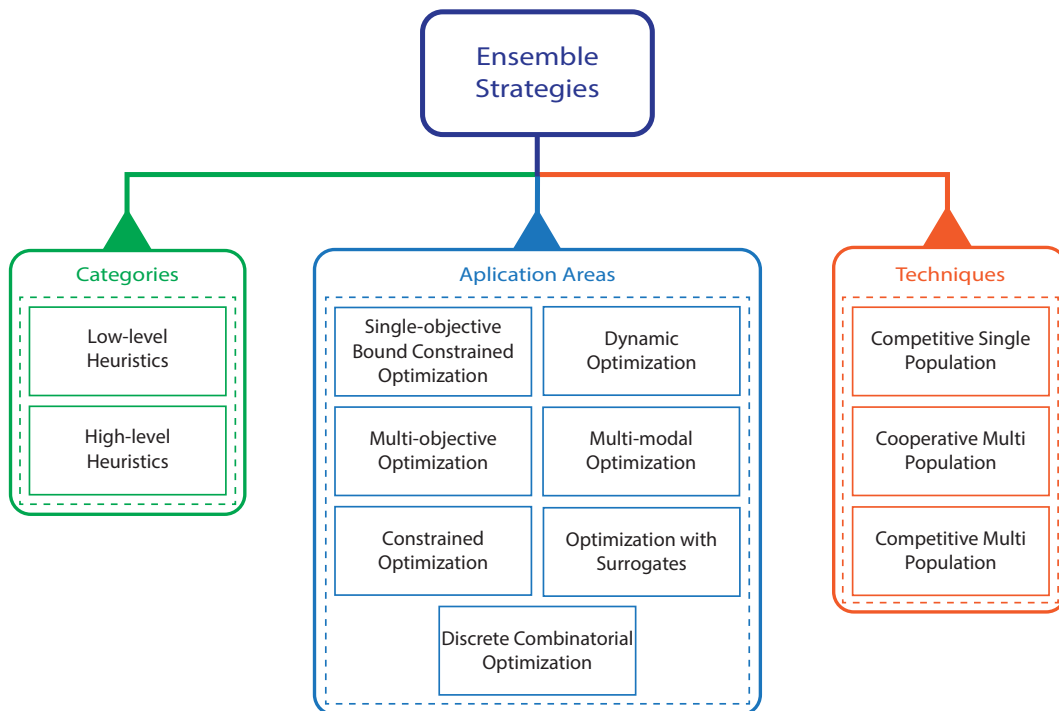 Ensemble
Strategies
Categories
Low-level
Heuristics
High-level
Heuristics
Aplication Areas
Single-objective
Bound Constrained
Optimization
Dynamic
Optimization
Multi-objective
Optimization
Multi-modal
Optimization
Constrained
Optimization
Optimization with
Surrogates
Discrete Combinatorial
Optimization
Techniques
Competitive Single
Population
Cooperative Multi
Population
Competitive Multi
Population